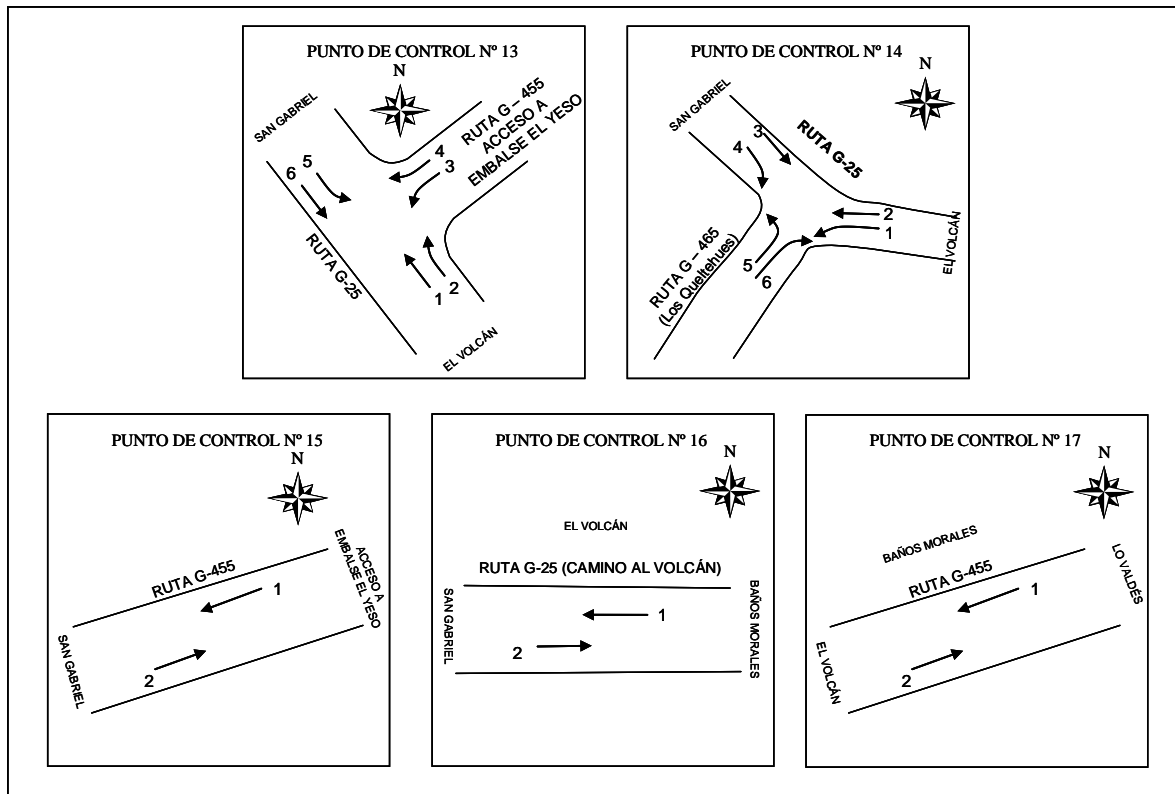 PUNTO DE CONTROL Nº 13
N
SAN GABRIEL
RUTA G – 455
ACCESO A
EMBALSE EL YESO
4
3
5
6
RUTA G-25
1
2
EL VOLCÁN
PUNTO DE CONTROL Nº 14
N
SAN GABRIEL
3
4
RUTA G-25
2
1
EL VOLCÁN
RUTA G – 465
(Los Queltehues)
5
6
PUNTO DE CONTROL Nº 15
N
ACCESO A
EMBALSE EL YESO
RUTA G-455
1
SAN GABRIEL
2
PUNTO DE CONTROL Nº 16
N
EL VOLCÁN
RUTA G-25 (CAMINO AL VOLCÁN)
SAN GABRIEL
1
2
BAÑOS MORALES
PUNTO DE CONTROL Nº 17
N
BAÑOS MORALES
RUTA G-455
LO VALDÉS
1
EL VOLCÁN
2